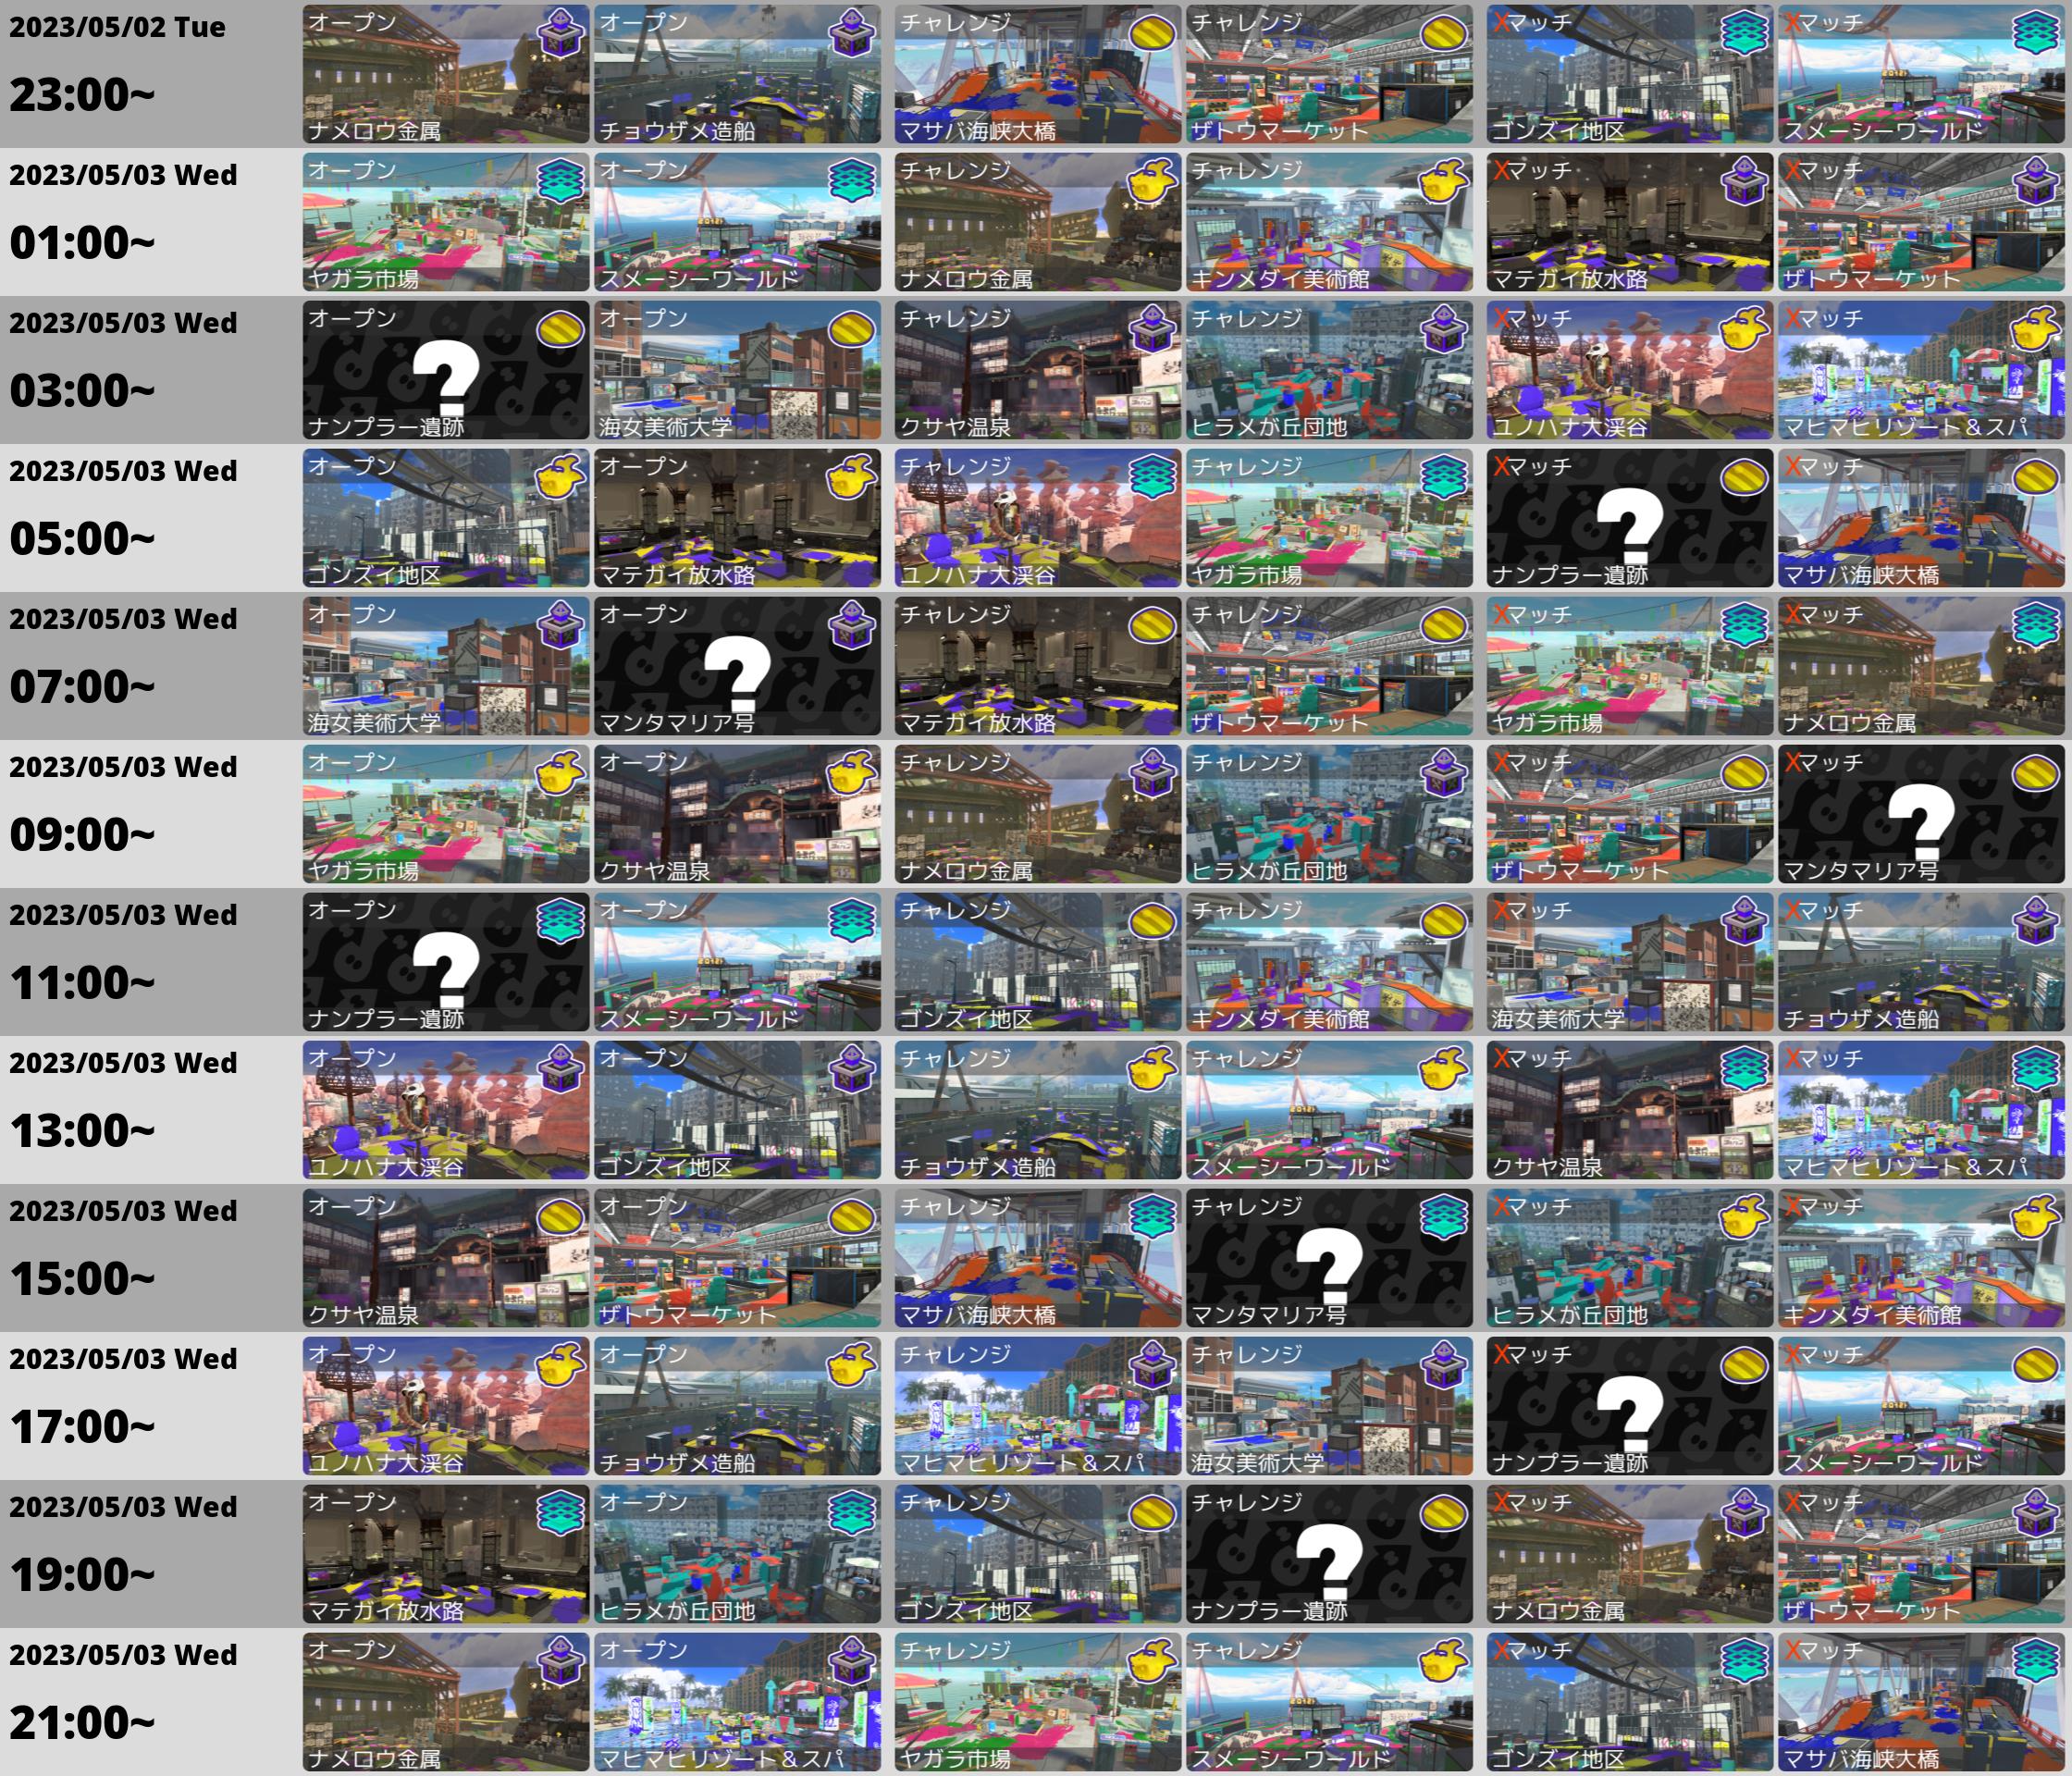 2023/05/02 Tue
23:00~
オープン オープン チャレンジ チャレンジ Xマッチ Xマッチ
ナメロウ金属 チョウザメ造船 マサバ海峡大橋 ザトウマーケット ゴンズイ地区 スメーシーワールド
2023/05/03 Wed
01:00~
オープン オープン チャレンジ チャレンジ Xマッチ Xマッチ
ヤガラ市場 スメーシーワールド ナメロウ金属 キンメダイ美術館 マテガイ放水路 ザトウマーケット
2023/05/03 Wed
03:00~
オープン オープン チャレンジ チャレンジ Xマッチ Xマッチ
?
ナンプラー遺跡 海女美術大学 クサヤ温泉 ヒラメが丘団地 ユノハナ大渓谷 マヒマヒリゾート&スパ
2023/05/03 Wed
05:00~
オープン オープン チャレンジ チャレンジ Xマッチ Xマッチ
?
ゴンズイ地区 マテガイ放水路 ユノハナ大渓谷 ヤガラ市場 ナンプラー遺跡 マサバ海峡大橋
2023/05/03 Wed
07:00~
オープン オープン チャレンジ チャレンジ Xマッチ Xマッチ
?
海女美術大学 マンタマリア号 マテガイ放水路 ザトウマーケット ヤガラ市場 ナメロウ金属
2023/05/03 Wed
09:00~
オープン オープン チャレンジ チャレンジ Xマッチ Xマッチ
?
ヤガラ市場 クサヤ温泉 ナメロウ金属 ヒラメが丘団地 ザトウマーケット マンタマリア号
2023/05/03 Wed
11:00~
オープン オープン チャレンジ チャレンジ Xマッチ Xマッチ
?
ナンプラー遺跡 スメーシーワールド ゴンズイ地区 キンメダイ美術館 海女美術大学 チョウザメ造船
2023/05/03 Wed
13:00~
オープン オープン チャレンジ チャレンジ Xマッチ Xマッチ
ユノハナ大渓谷 ゴンズイ地区 チョウザメ造船 スメーシーワールド クサヤ温泉 マヒマヒリゾート&スパ
2023/05/03 Wed
15:00~
オープン オープン チャレンジ チャレンジ Xマッチ Xマッチ
?
クサヤ温泉 ザトウマーケット マサバ海峡大橋 マンタマリア号 ヒラメが丘団地 キンメダイ美術館
2023/05/03 Wed
17:00~
オープン オープン チャレンジ チャレンジ Xマッチ Xマッチ
?
ユノハナ大渓谷 チョウザメ造船 マヒマヒリゾート&スパ 海女美術大学 ナンプラー遺跡 スメーシーワールド
2023/05/03 Wed
19:00~
オープン オープン チャレンジ チャレンジ Xマッチ Xマッチ
?
マテガイ放水路 ヒラメが丘団地 ゴンズイ地区 ナンプラー遺跡 ナメロウ金属 ザトウマーケット
2023/05/03 Wed
21:00~
オープン オープン チャレンジ チャレンジ Xマッチ Xマッチ
ナメロウ金属 マヒマヒリゾート&スパ ヤガラ市場 スメーシーワールド ゴンズイ地区 マサバ海峡大橋